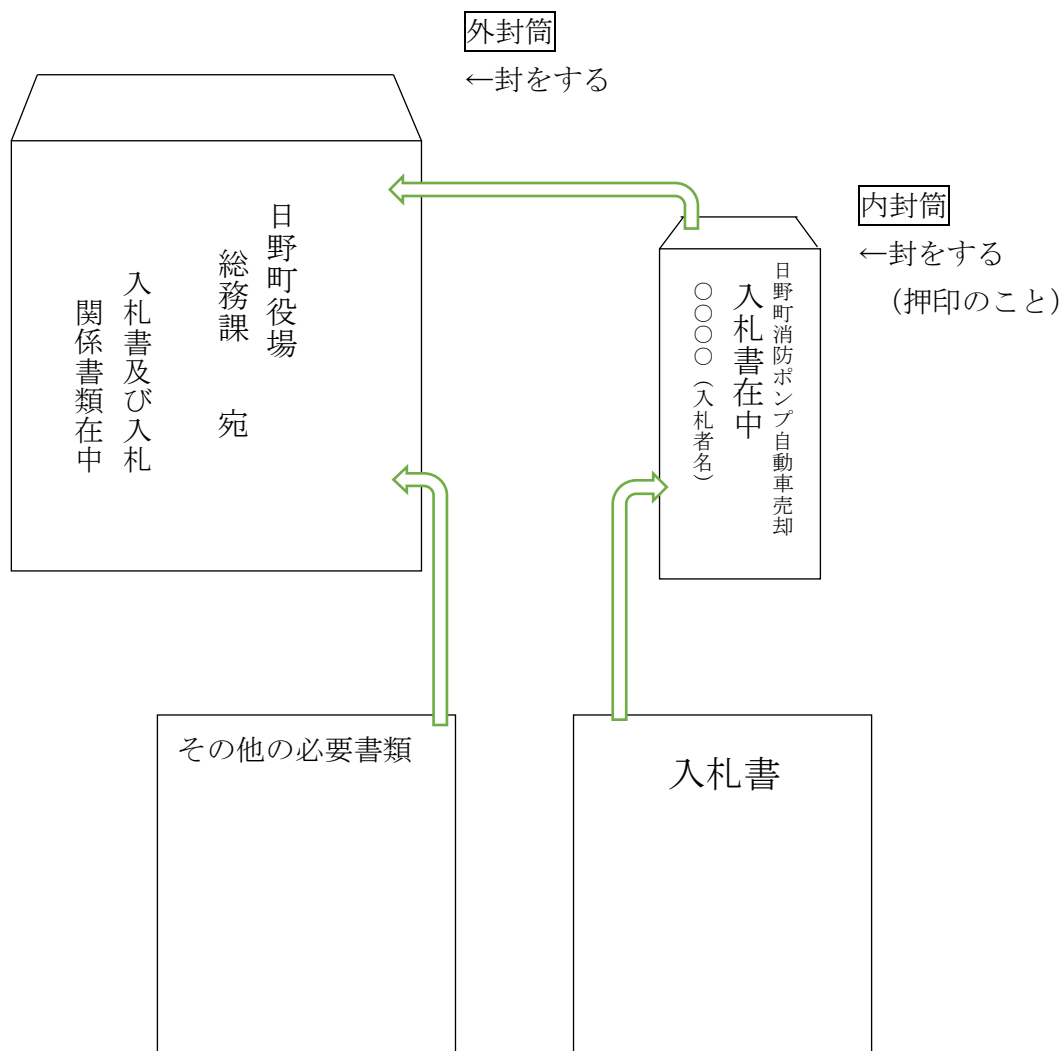 外封筒
←封をする
日野町役場
総務課 宛
入札書及び入札
関係書類在中
内封筒
←封をする
(押印のこと)
日野町消防ポンプ自動車売却
入札書在中
○○○○(入札者名)
その他の必要書類
入札書